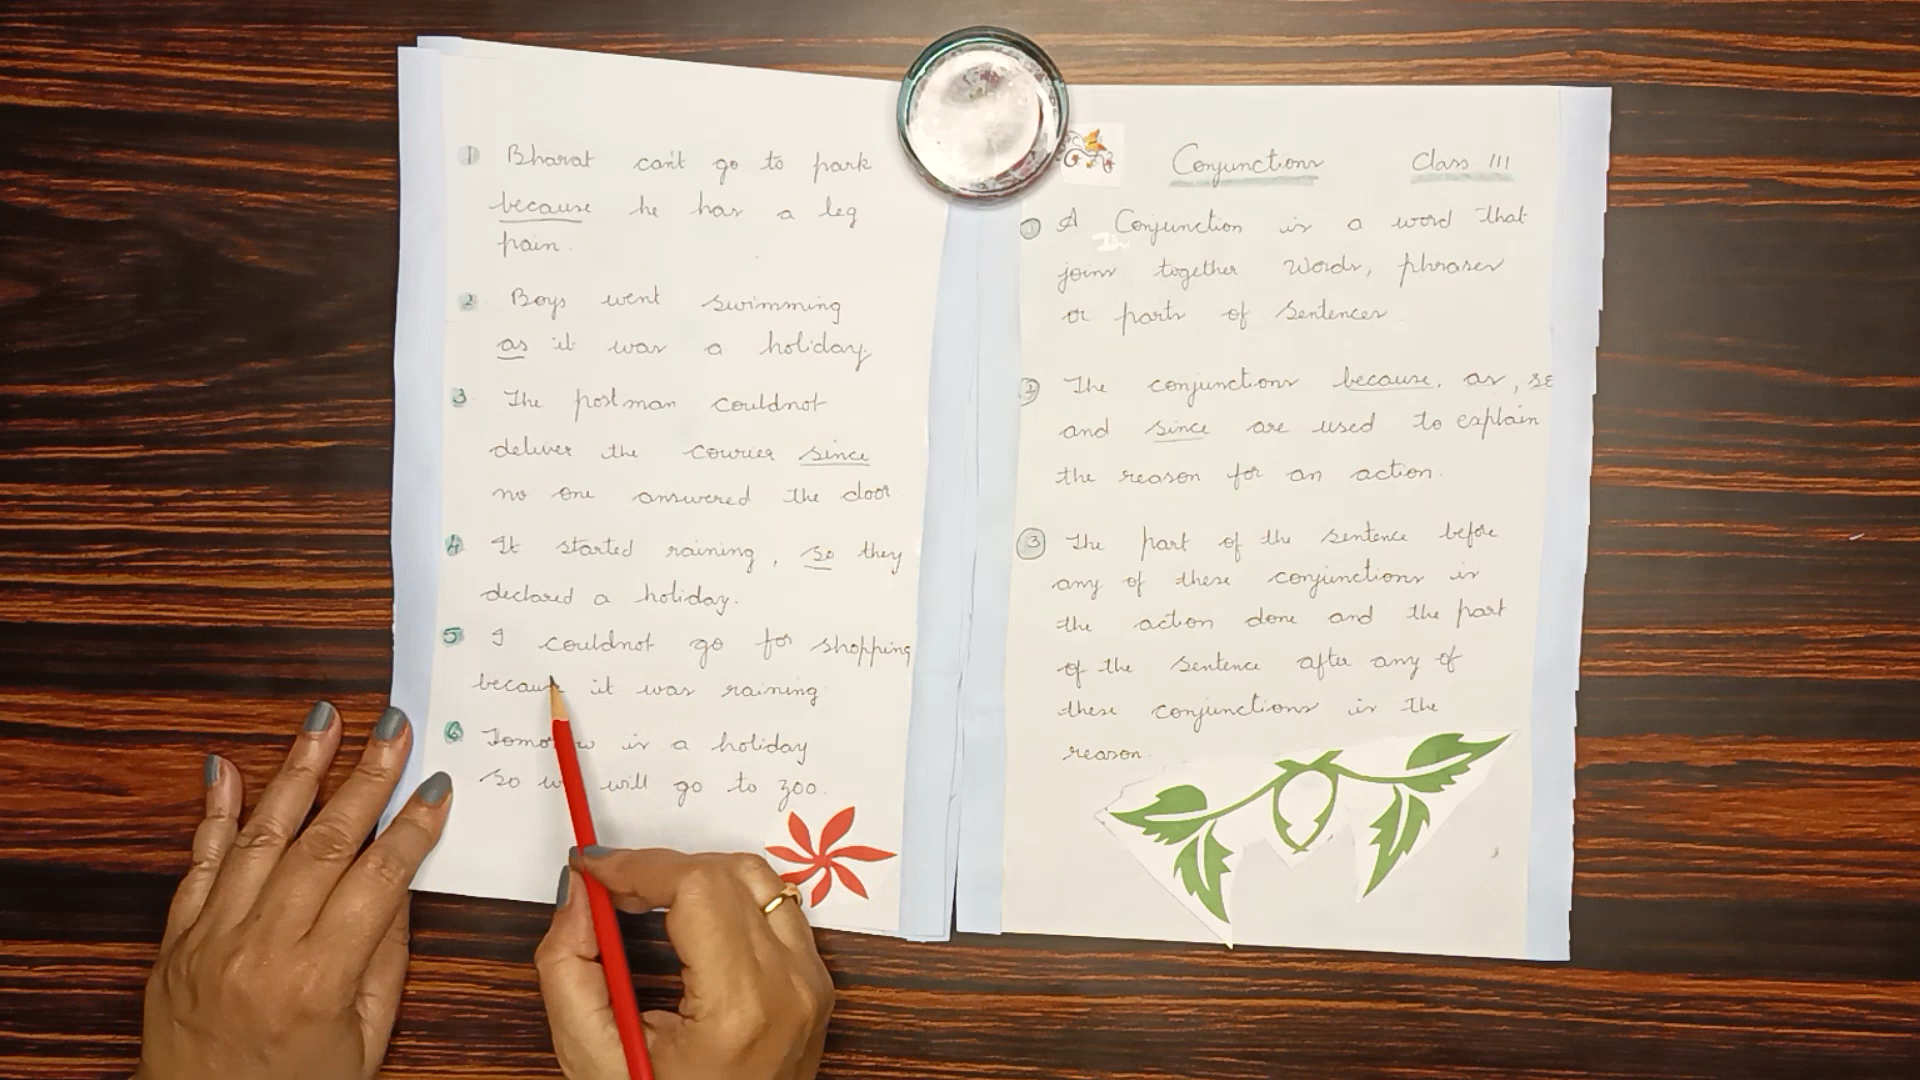 1 Bharat can't go to park
because he has a leg
pain.
2 Boys went swimming
as it was a holiday.
3 The postman couldnot
deliver the courier since
no one answered the door
4 It started raining, so they
declared a holiday.
5 I couldnot go for shopping
because it was raining
6 Tomorrow is a holiday
so we will go to zoo.
Conjunctions Class III
1 A Conjunction is a word that
joins together words, phrases
or parts of sentences
2 The conjunctions because, as, so
and since are used to explain
the reason for an action.
3 The part of the sentence before
any of these conjunctions is
the action done and the part
of the sentence after any of
these conjunctions is the
reason.